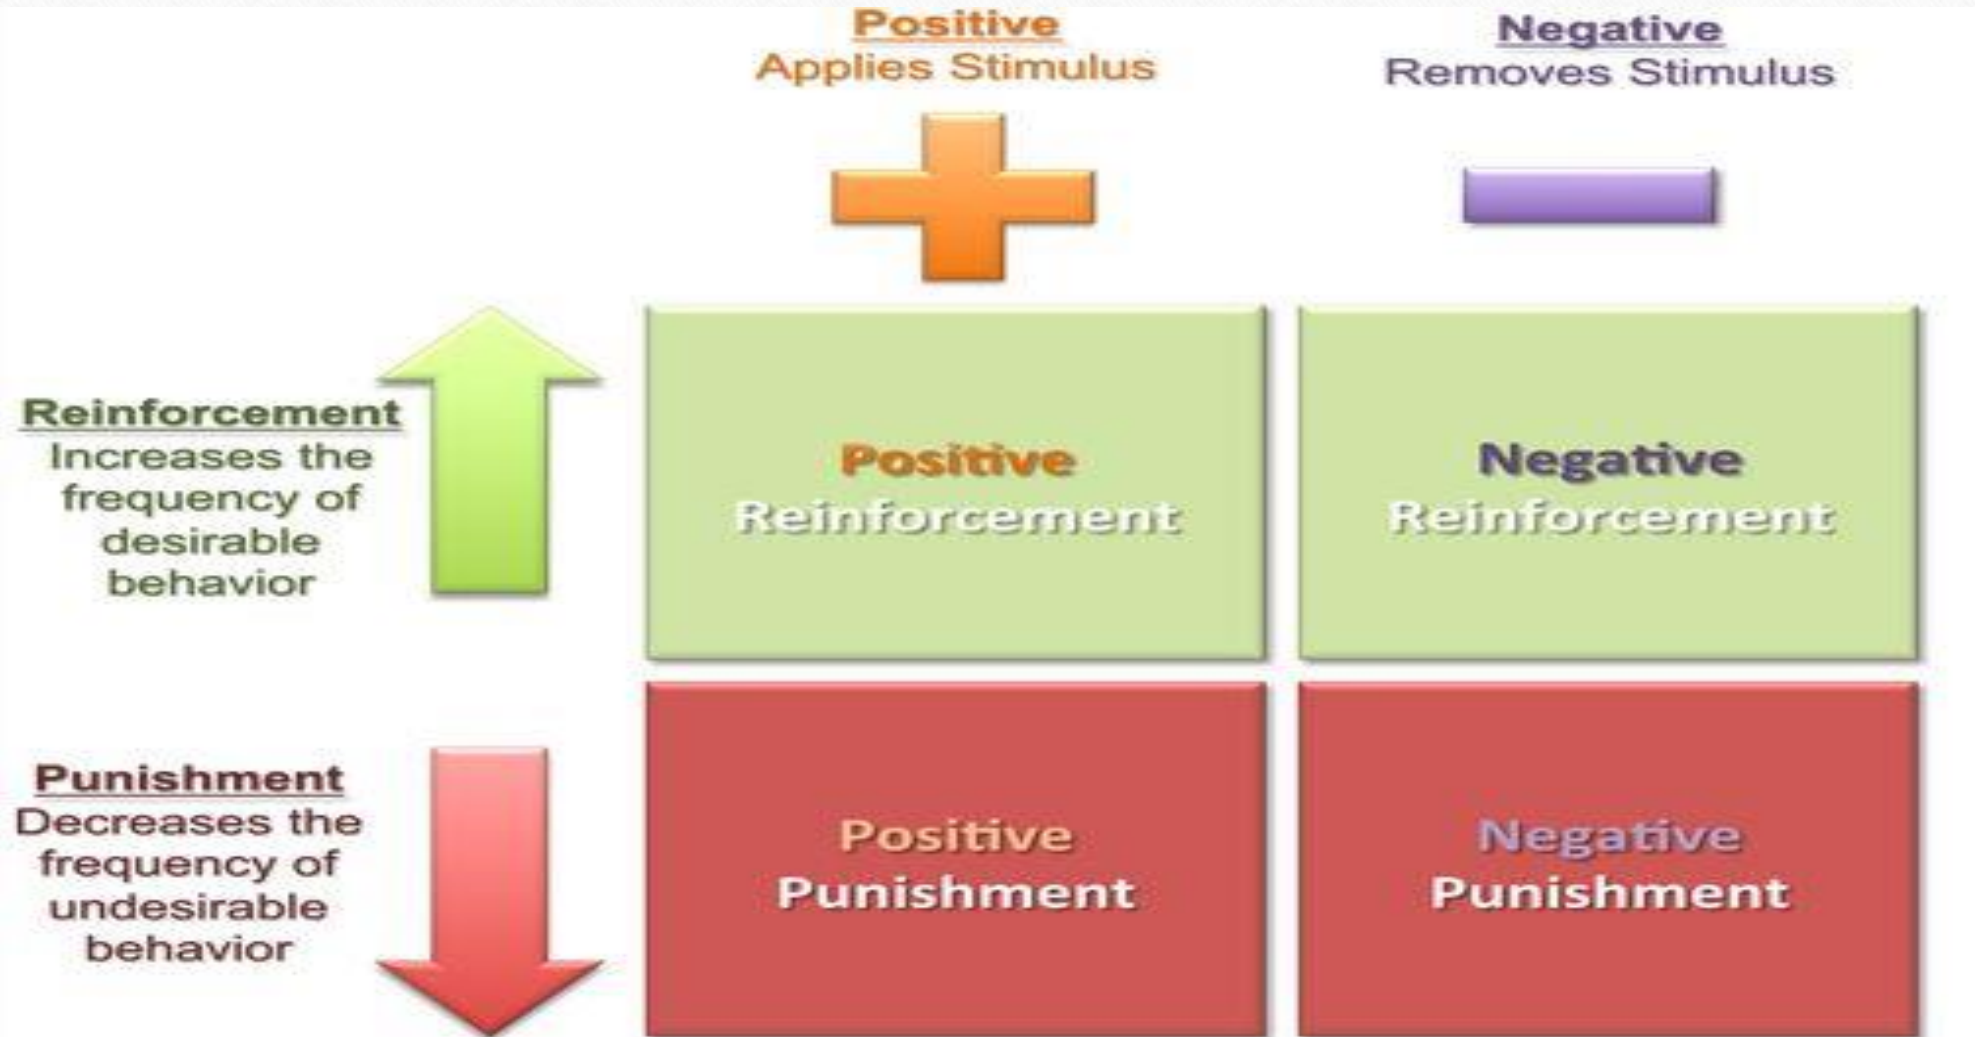 Positive
Applies Stimulus
Negative
Removes Stimulus
Reinforcement
Increases the
frequency of
desirable
behavior
Positive
Reinforcement
Negative
Reinforcement
Punishment
Decreases the
frequency of
undesirable
behavior
Positive
Punishment
Negative
Punishment